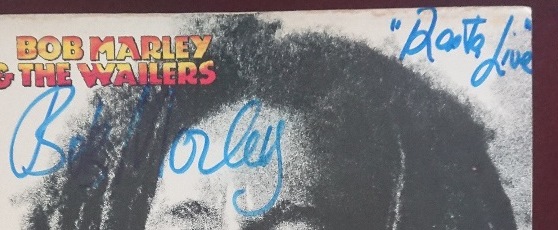 BOB MARLEY
& THE WAILERS
"Rasta
Live"
Bob Marley